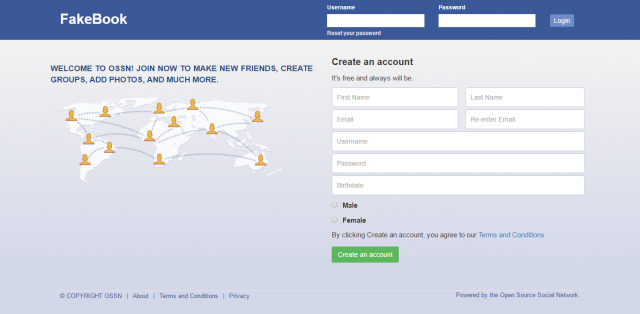 FakeBook
Username
Password
Login
Reset your password
WELCOME TO OSSN! JOIN NOW TO MAKE NEW FRIENDS, CREATE
GROUPS, ADD PHOTOS, AND MUCH MORE.
Create an account
It's free and always will be.
First Name
Last Name
Email
Re-enter Email
Username
Password
Birthdate
Male
Female
By clicking Create an account, you agree to our Terms and Conditions
Create an account
© COPYRIGHT OSSN | About | Terms and Conditions | Privacy
Powered by the Open Source Social Network.